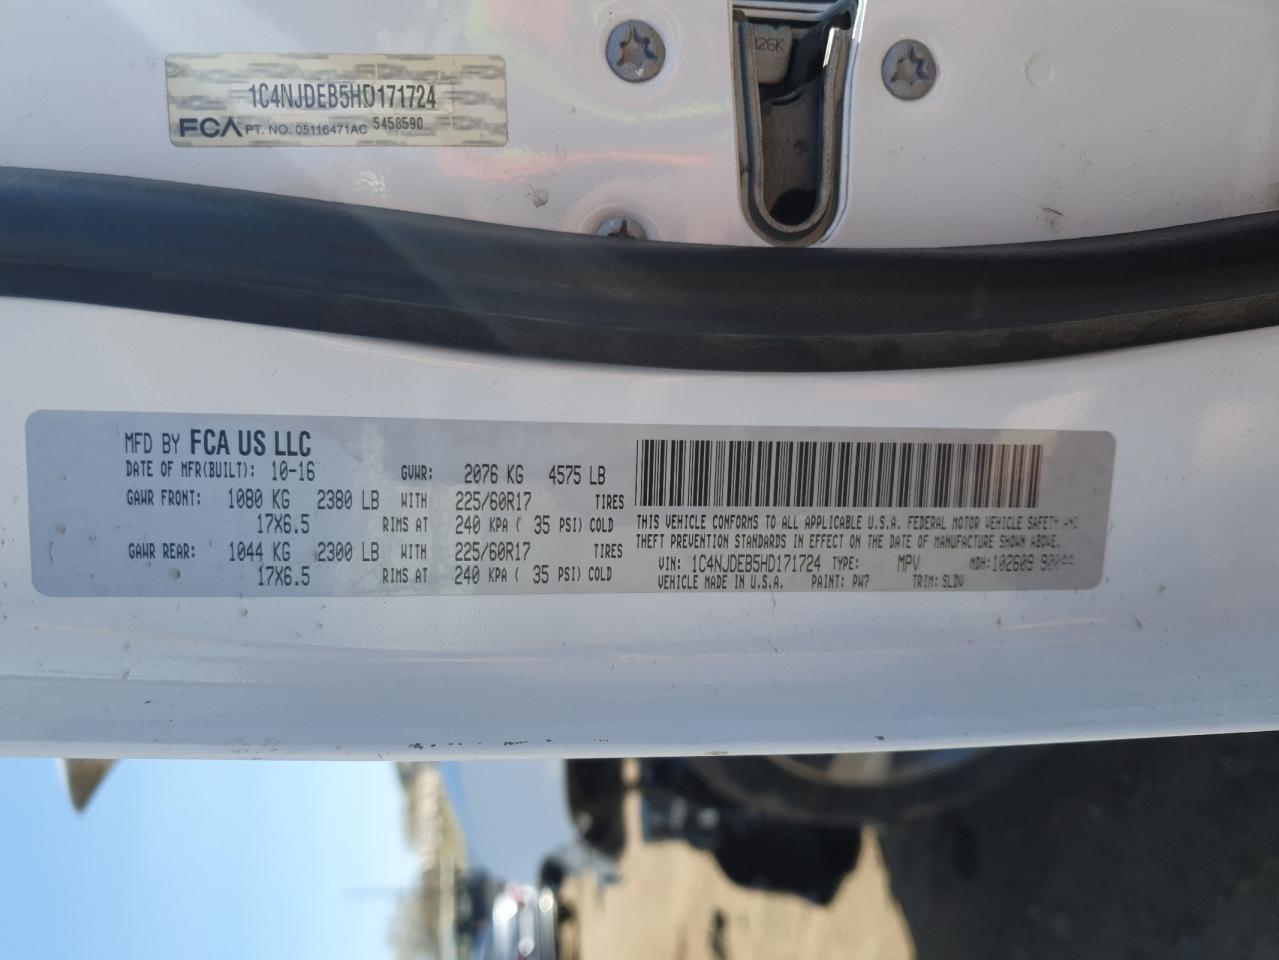 126K
1C4NJDEB5HD171724
FCA PT. NO. 05116471AC 5458590
MFD BY FCA US LLC
DATE OF MFR(BUILT): 10-16 GVWR: 2076 KG 4575 LB
GAWR FRONT: 1080 KG 2380 LB WITH 225/60R17 TIRES
17X6.5 RIMS AT 240 KPA ( 35 PSI) COLD
GAWR REAR: 1044 KG 2300 LB WITH 225/60R17 TIRES
17X6.5 RIMS AT 240 KPA ( 35 PSI) COLD
THIS VEHICLE CONFORMS TO ALL APPLICABLE U.S.A. FEDERAL MOTOR VEHICLE SAFETY AND
THEFT PREVENTION STANDARDS IN EFFECT ON THE DATE OF MANUFACTURE SHOWN ABOVE.
VIN: 1C4NJDEB5HD171724 TYPE: MPV MDH: 102609
VEHICLE MADE IN U.S.A. PAINT: PW7 TRIM: SLDV